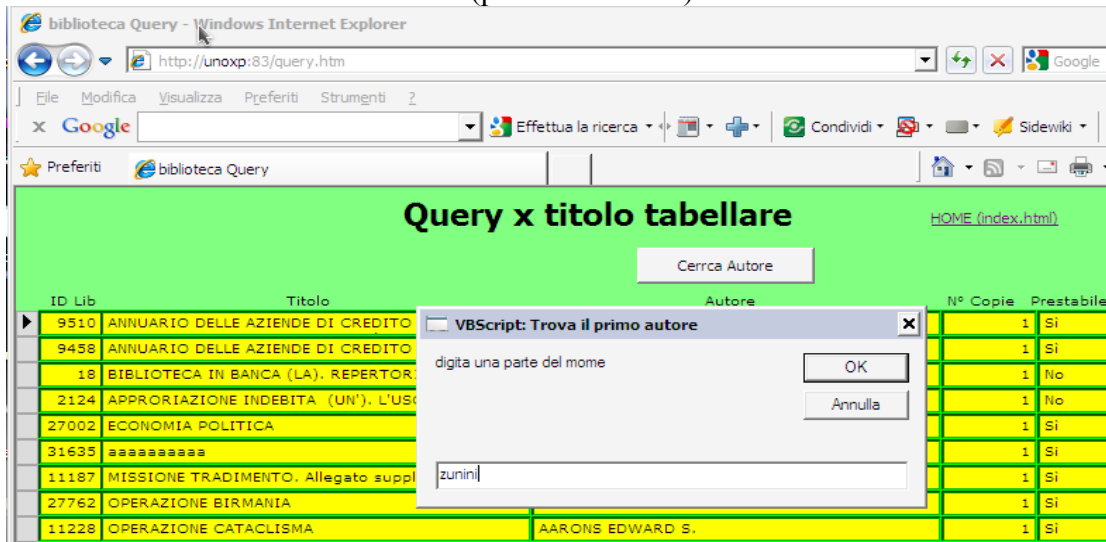 biblioteca Query - Windows Internet Explorer
http://unoxp:83/query.htm
Google
File Modifica Visualizza Preferiti Strumenti ?
x Google Effettua la ricerca Condividi Sidewiki
Preferiti biblioteca Query
Query x titolo tabellare
HOME (index.html)
Cerrca Autore
ID Lib Titolo Autore N° Copie Prestabile
9510 ANNUARIO DELLE AZIENDE DI CREDITO 1 Si
9458 ANNUARIO DELLE AZIENDE DI CREDITO 1 Si
18 BIBLIOTECA IN BANCA (LA). REPERTOR 1 No
2124 APPRORIAZIONE INDEBITA (UN'). L'USO 1 No
27002 ECONOMIA POLITICA 1 Si
31635 aaaaaaaaaa 1 Si
11187 MISSIONE TRADIMENTO. Allegato suppl 1 Si
27762 OPERAZIONE BIRMANIA 1 Si
11228 OPERAZIONE CATACLISMA AARONS EDWARD S. 1 Si
VBScript: Trova il primo autore
digita una parte del mome
OK
Annulla
zunini